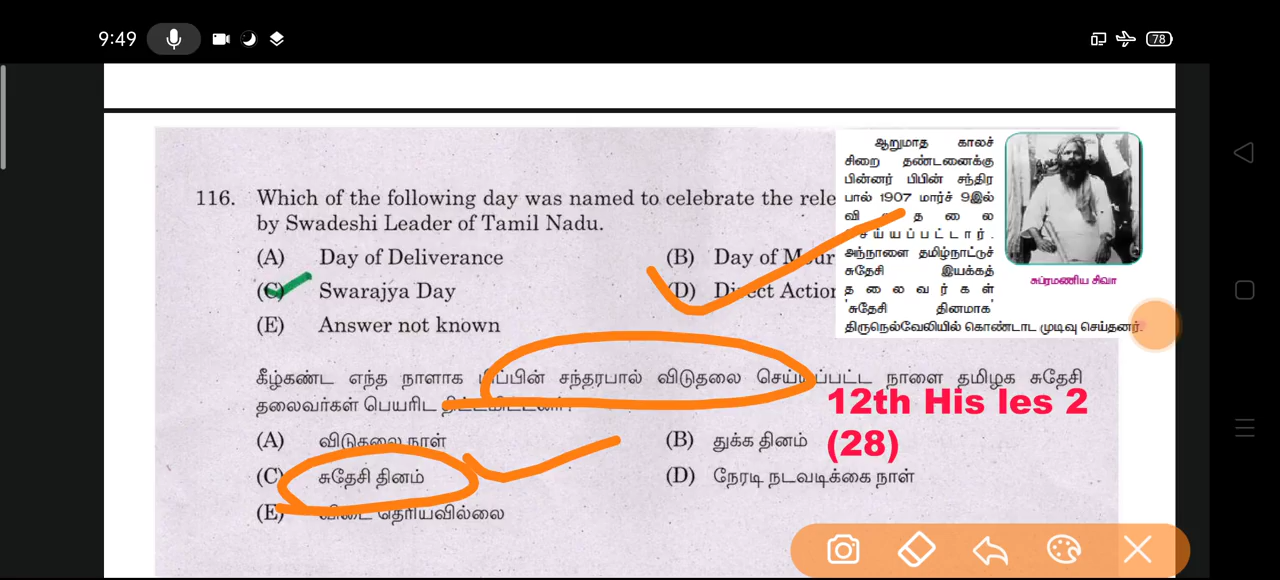 9:49
78
116. Which of the following day was named to celebrate the rele
by Swadeshi Leader of Tamil Nadu.
(A) Day of Deliverance
(B) Day of Mour
(C) Swarajya Day
(D) Direct Action
(E) Answer not known
ஆறுமாத காலச்
சிறை தண்டனைக்கு
பின்னர் பிபின் சந்திர
பால் 1907 மார்ச் 9இல்
செய்யப்பட்டார்.
அந்நாளை தமிழ்நாட்டுச்
சுதேசி இயக்கத்
தலைவர்கள்
'சுதேசி தினமாக'
திருநெல்வேலியில் கொண்டாட முடிவு செய்தனர்.
சுப்ரமணிய சிவா
கீழ்கண்ட எந்த நாளாக பிப்பின் சந்தரபால் விடுதலை செய்யப்பட்ட நாளை தமிழக சுதேசி
தலைவர்கள் பெயரிட
12th His les 2
(28)
(A) விடுதலை நாள்
(B) துக்க தினம்
(C) சுதேசி தினம்
(D) நேரடி நடவடிக்கை நாள்
(E) விடை தெரியவில்லை